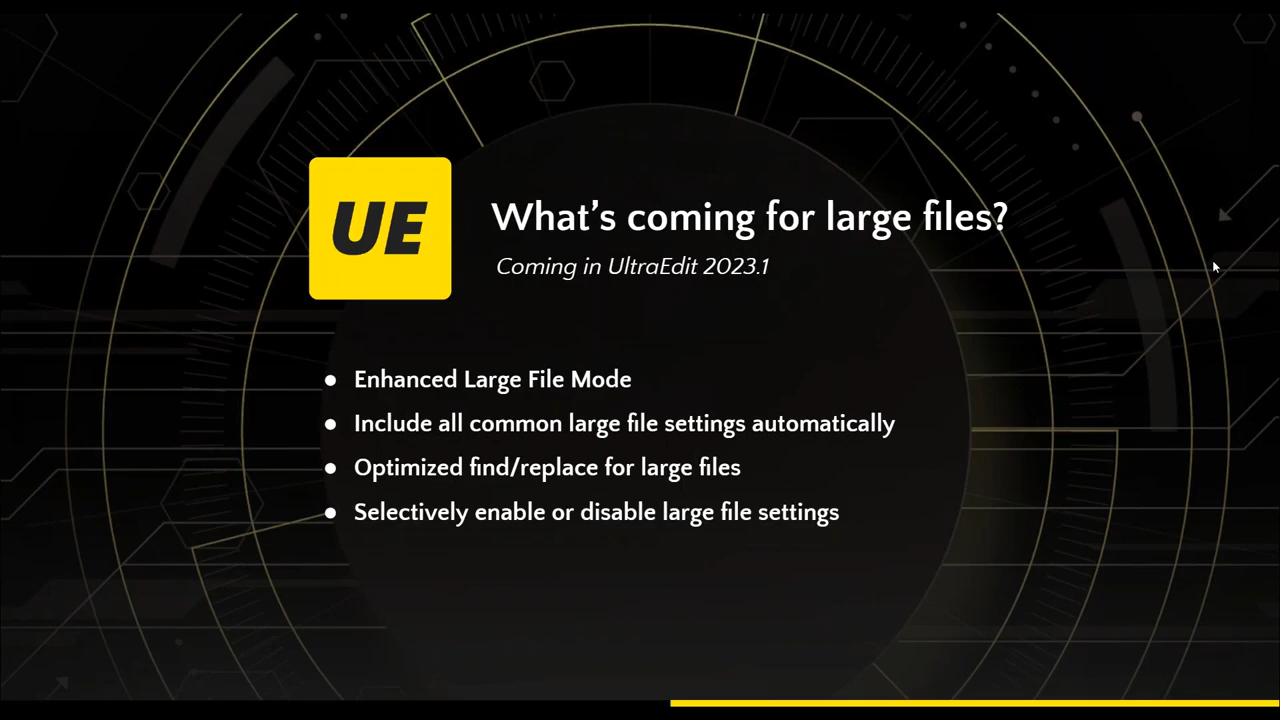 UE
What’s coming for large files?
Coming in UltraEdit 2023.1
● Enhanced Large File Mode
● Include all common large file settings automatically
● Optimized find/replace for large files
● Selectively enable or disable large file settings